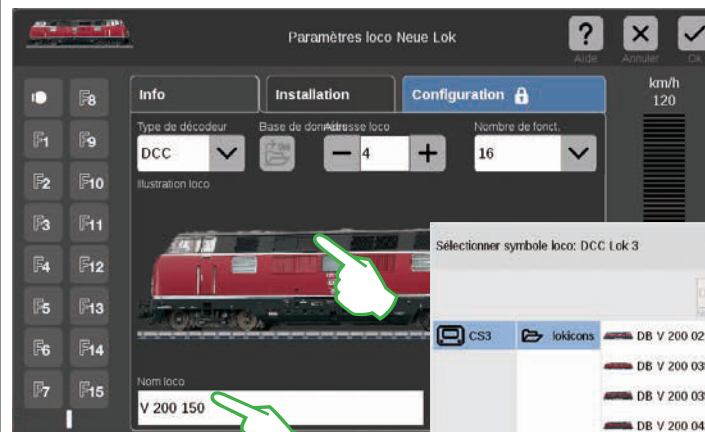 Paramètres loco Neue Lok
?
Aide
Annuler
Ok
km/h
120
F8
F1
F9
F2
F10
F3
F11
F4
F12
F5
F13
F6
F14
F7
F15
Info
Installation
Configuration
Type de décodeur
Base de données
Adresse loco
Nombre de fonct.
DCC
4
16
Illustration loco
Nom loco
V 200 150
Sélectionner symbole loco: DCC Lok 3
CS3
lokicons
DB V 200 02
DB V 200 03
DB V 200 03
DB V 200 04